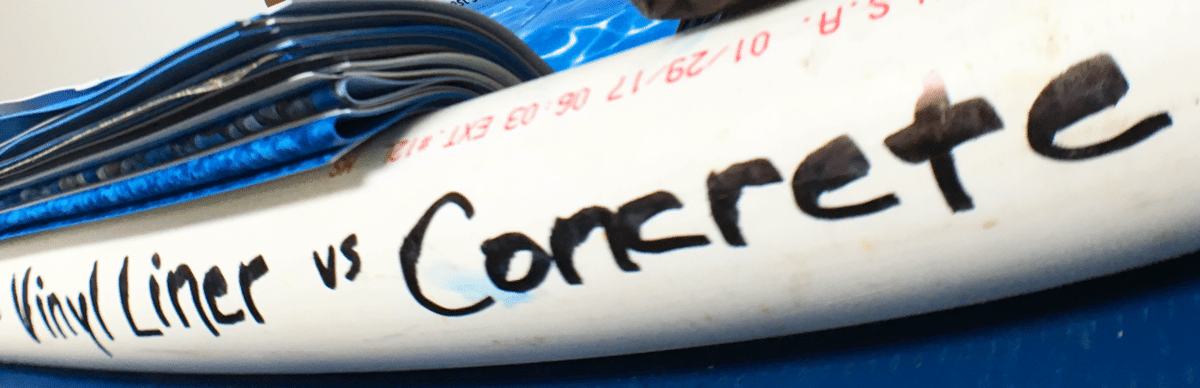 U.S.A. 01/29/17 06:03 EXT.#12
Vinyl Liner vs Concrete